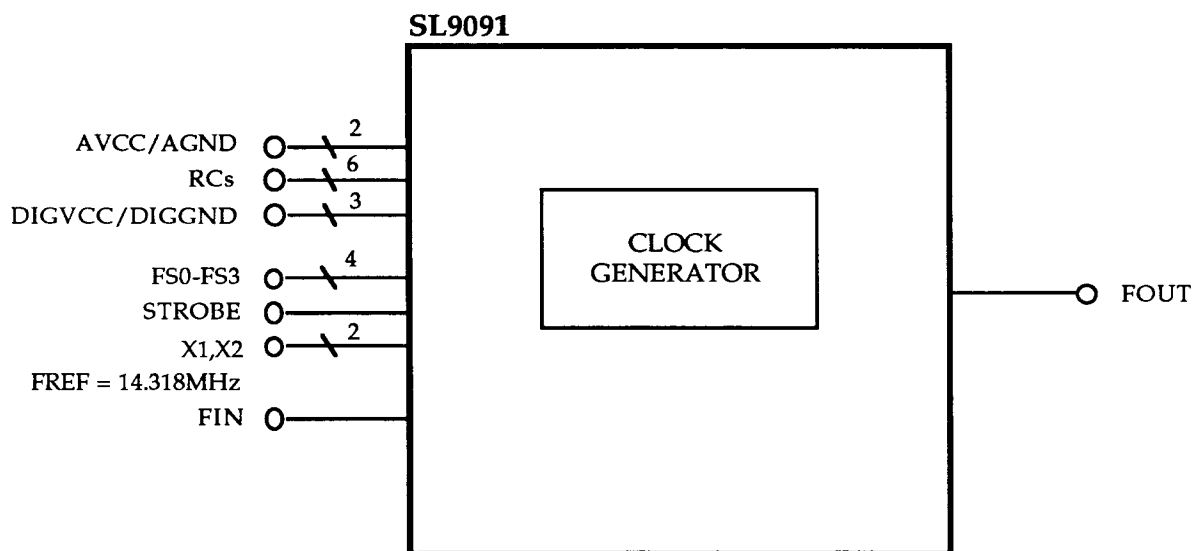 SL9091
AVCC/AGND 2
RCs 6
DIGVCC/DIGGND 3
FS0-FS3 4
STROBE
X1,X2 2
FREF = 14.318MHz
FIN
CLOCK
GENERATOR
FOUT